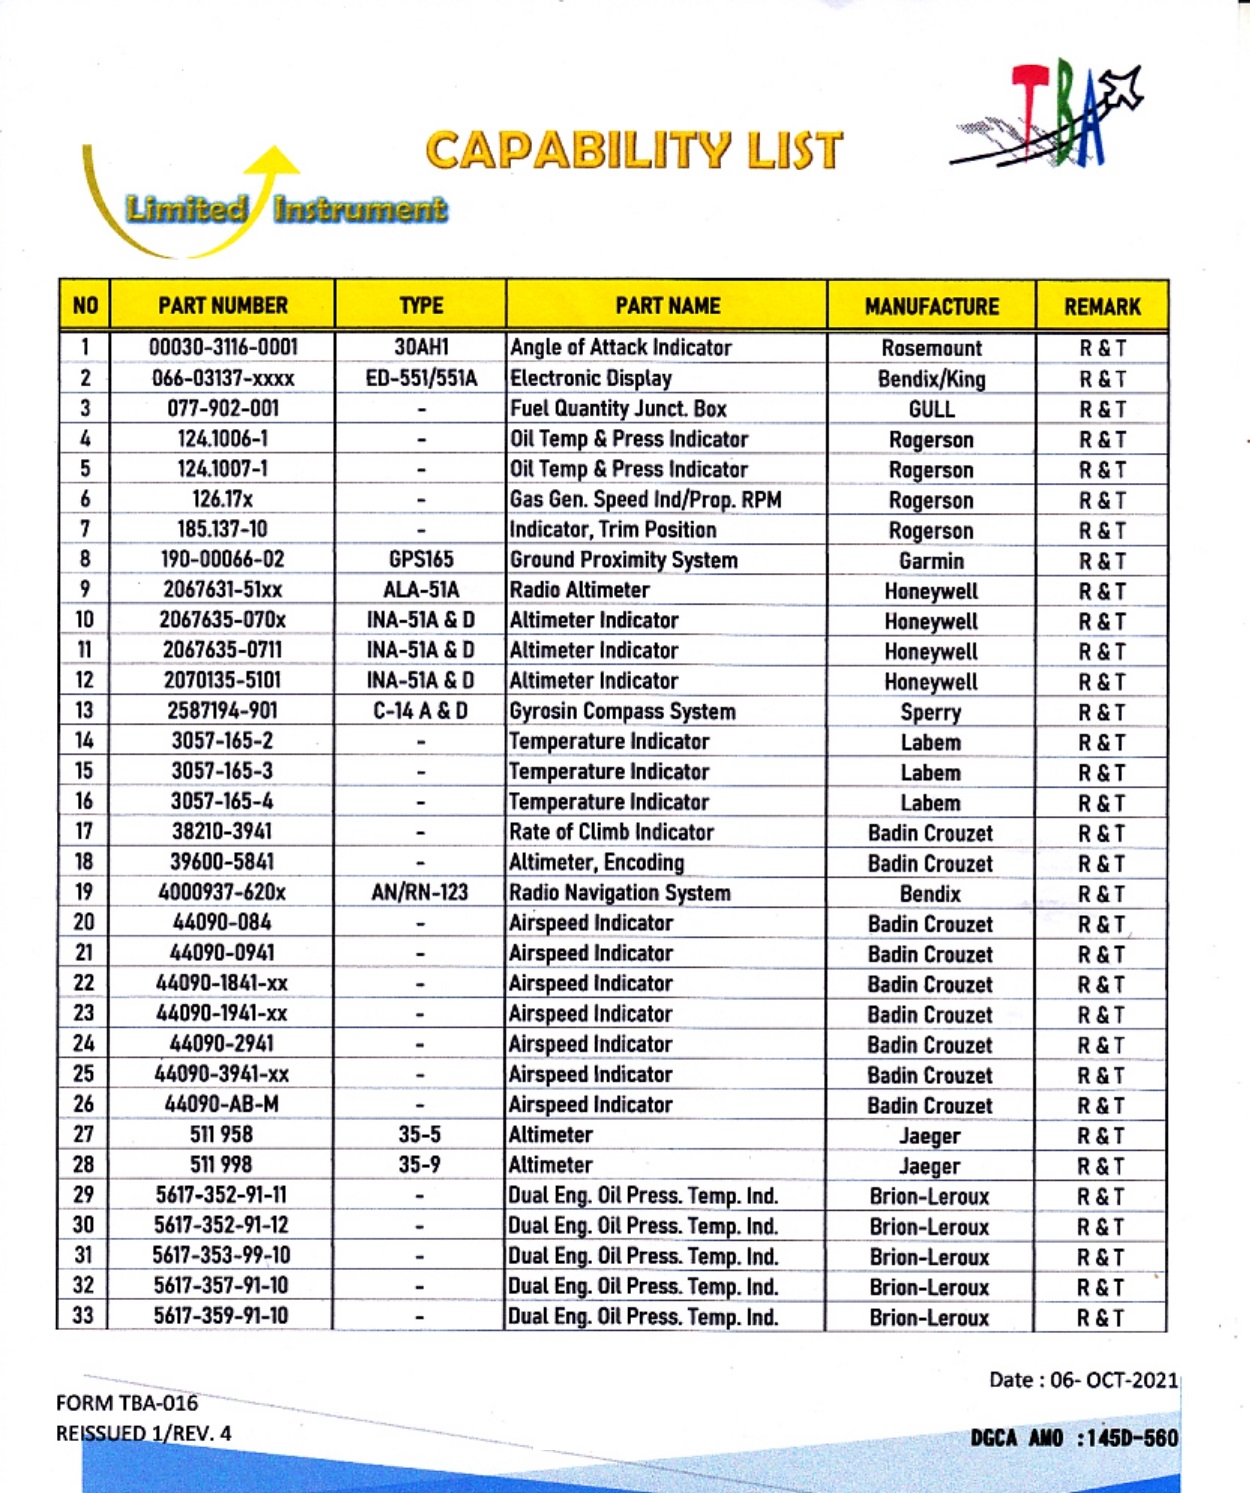 TBA
CAPABILITY LIST
Limited Instrument
NO PART NUMBER TYPE PART NAME MANUFACTURE REMARK
1 00030-3116-0001 30AH1 Angle of Attack Indicator Rosemount R & T
2 066-03137-xxxx ED-551/551A Electronic Display Bendix/King R & T
3 077-902-001 - Fuel Quantity Junct. Box GULL R & T
4 124.1006-1 - Oil Temp & Press Indicator Rogerson R & T
5 124.1007-1 - Oil Temp & Press Indicator Rogerson R & T
6 126.17x - Gas Gen. Speed Ind/Prop. RPM Rogerson R & T
7 185.137-10 - Indicator, Trim Position Rogerson R & T
8 190-00066-02 GPS165 Ground Proximity System Garmin R & T
9 2067631-51xx ALA-51A Radio Altimeter Honeywell R & T
10 2067635-070x INA-51A & D Altimeter Indicator Honeywell R & T
11 2067635-0711 INA-51A & D Altimeter Indicator Honeywell R & T
12 2070135-5101 INA-51A & D Altimeter Indicator Honeywell R & T
13 2587194-901 C-14 A & D Gyrosin Compass System Sperry R & T
14 3057-165-2 - Temperature Indicator Labem R & T
15 3057-165-3 - Temperature Indicator Labem R & T
16 3057-165-4 - Temperature Indicator Labem R & T
17 38210-3941 - Rate of Climb Indicator Badin Crouzet R & T
18 39600-5841 - Altimeter, Encoding Badin Crouzet R & T
19 4000937-620x AN/RN-123 Radio Navigation System Bendix R & T
20 44090-084 - Airspeed Indicator Badin Crouzet R & T
21 44090-0941 - Airspeed Indicator Badin Crouzet R & T
22 44090-1841-xx - Airspeed Indicator Badin Crouzet R & T
23 44090-1941-xx - Airspeed Indicator Badin Crouzet R & T
24 44090-2941 - Airspeed Indicator Badin Crouzet R & T
25 44090-3941-xx - Airspeed Indicator Badin Crouzet R & T
26 44090-AB-M - Airspeed Indicator Badin Crouzet R & T
27 511 958 35-5 Altimeter Jaeger R & T
28 511 998 35-9 Altimeter Jaeger R & T
29 5617-352-91-11 - Dual Eng. Oil Press. Temp. Ind. Brion-Leroux R & T
30 5617-352-91-12 - Dual Eng. Oil Press. Temp. Ind. Brion-Leroux R & T
31 5617-353-99-10 - Dual Eng. Oil Press. Temp. Ind. Brion-Leroux R & T
32 5617-357-91-10 - Dual Eng. Oil Press. Temp. Ind. Brion-Leroux R & T
33 5617-359-91-10 - Dual Eng. Oil Press. Temp. Ind. Brion-Leroux R & T
Date : 06- OCT-2021
FORM TBA-016
REISSUED 1/REV. 4
DGCA AMO :145D-560